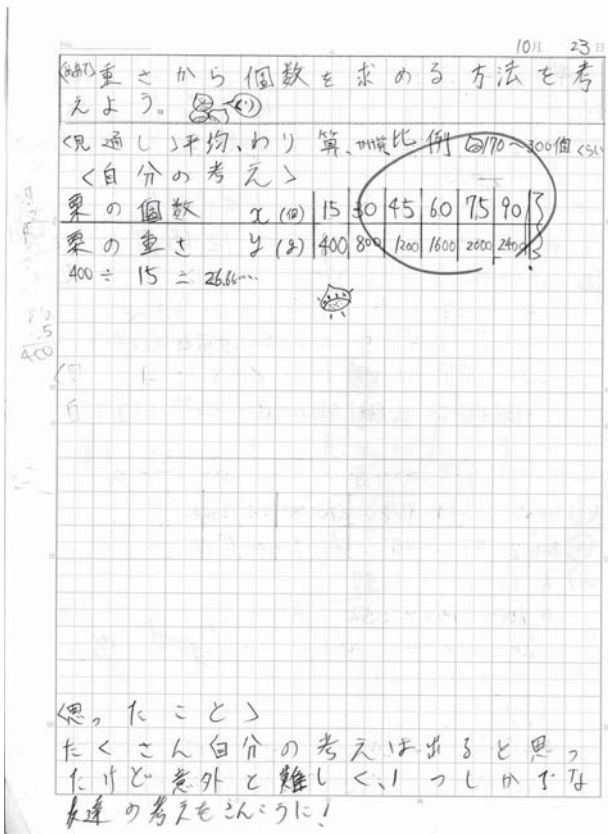 10月 23日
(めあて)重さから個数を求める方法を考
えよう。
〈見通し〉平均、わり算、比例 170～300個くらい
〈自分の考え〉
栗の個数 x(個) 15 30 45 60 75 90
栗の重さ y(g) 400 800 1200 1600 2000 2400
400 ÷ 15 = 26.66…
〈思ったこと〉
たくさん自分の考えは出ると思っ
たけど意外と難しく、1つしかでな
友達の考えもさんこうに!